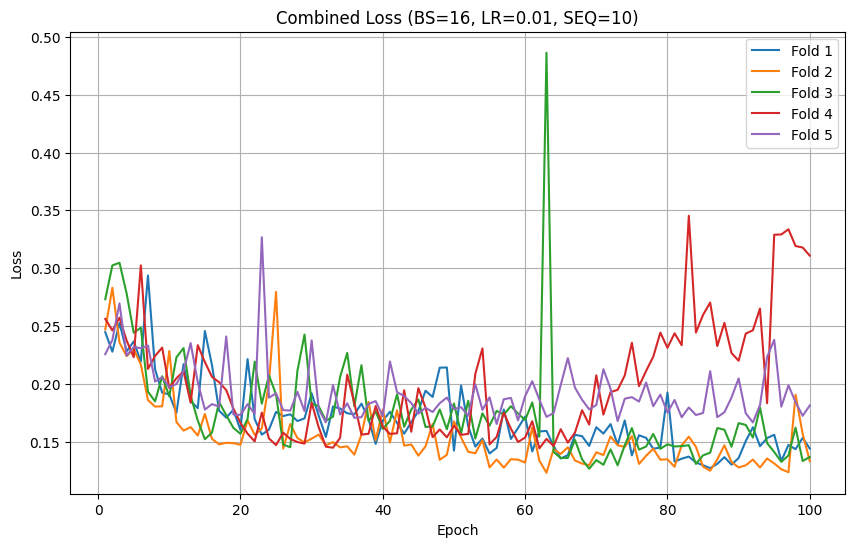 Combined Loss (BS=16, LR=0.01, SEQ=10)
Fold 1
Fold 2
Fold 3
Fold 4
Fold 5
Loss
0.50
0.45
0.40
0.35
0.30
0.25
0.20
0.15
0
20
40
60
80
100
Epoch